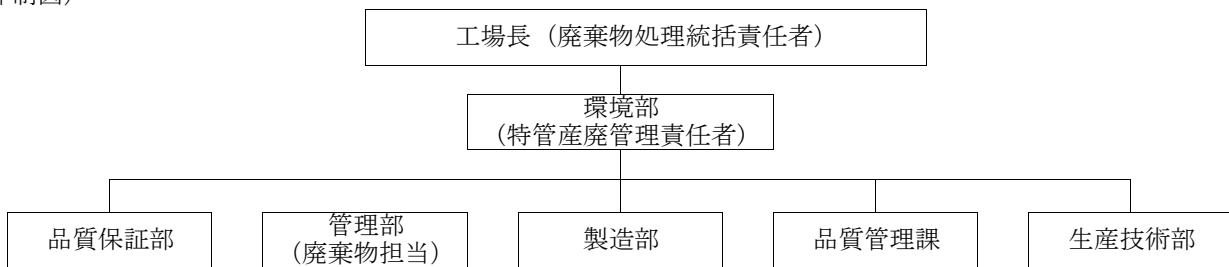 制図）
工場長（廃棄物処理統括責任者）
環境部
（特管産廃管理責任者）
品質保証部
管理部
（廃棄物担当）
製造部
品質管理課
生産技術部